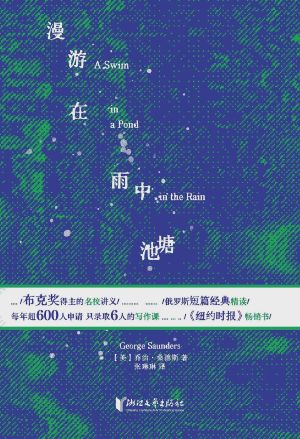 漫游在
A Swim
in
a Pond
雨中
in the Rain
池塘
.... /布克奖得主的名校讲义/ ......... ...... /俄罗斯短篇经典精读/
每年超600人申请 只录取6人的写作课 ... ... .. /《纽约时报》畅销书/
George Saunders
【美】乔治·桑德斯
张琳琳 译
浙江文艺出版社